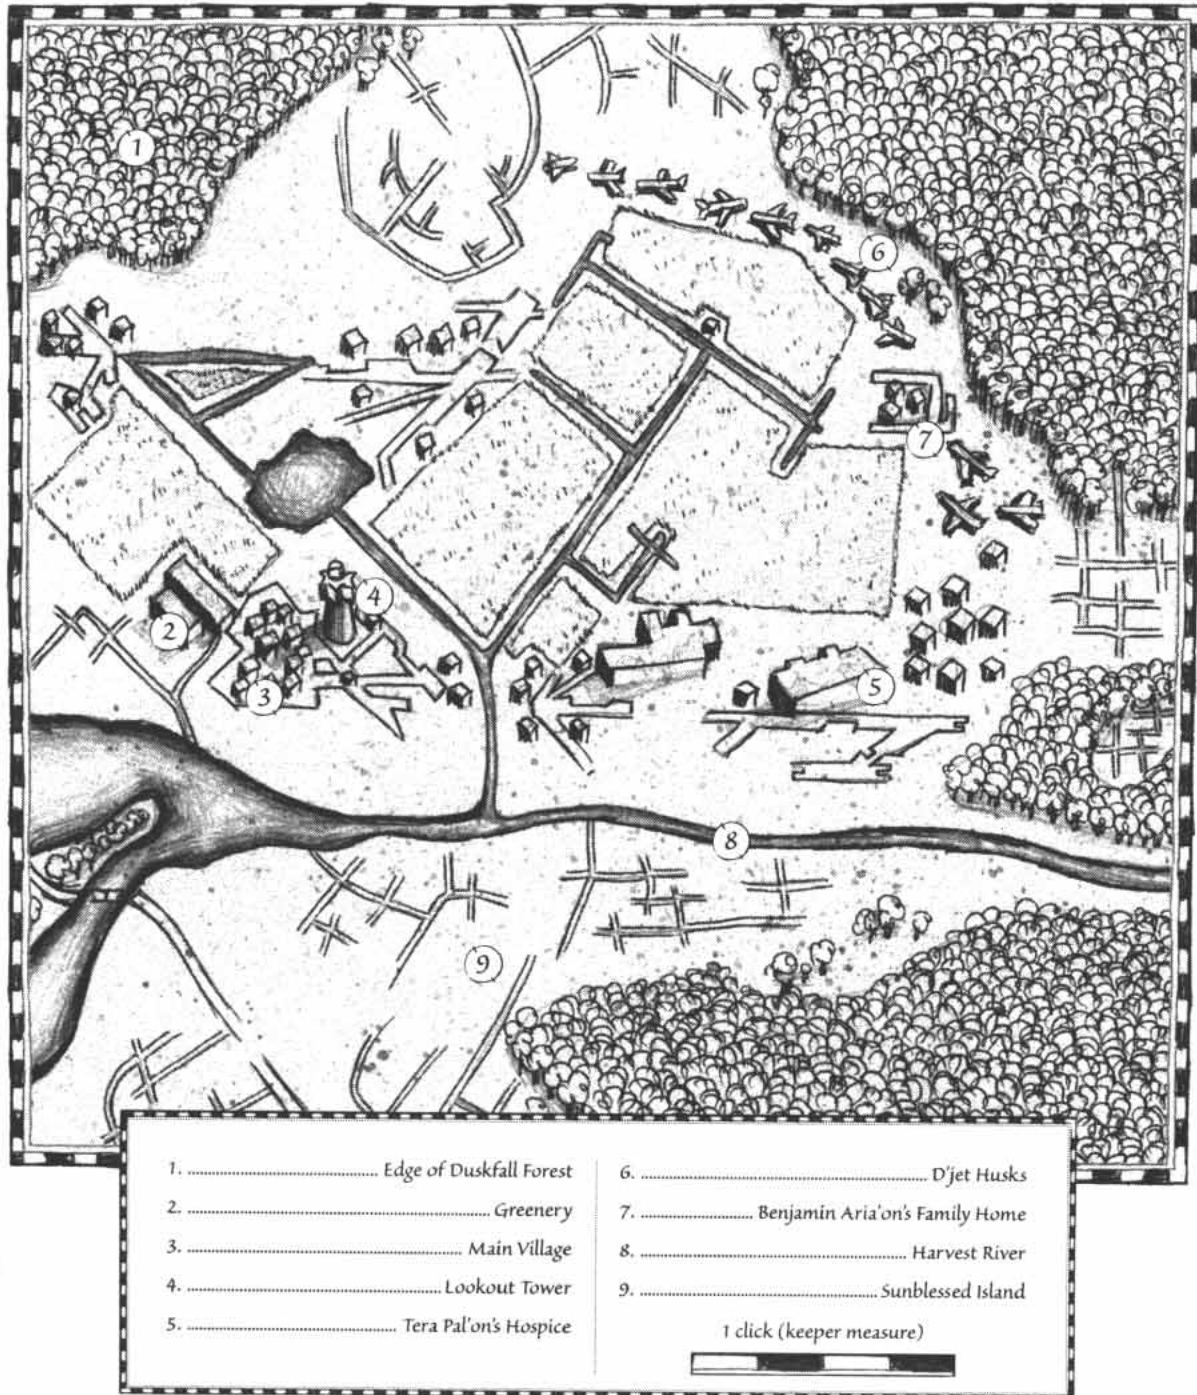 1
6
7
4
2
3
5
8
9
1. .......... Edge of Duskfall Forest
2. .......... Greenery
3. .......... Main Village
4. .......... Lookout Tower
5. .......... Tera Pal'on's Hospice
6. .......... D'jet Husks
7. .......... Benjamin Aria'on's Family Home
8. .......... Harvest River
9. .......... Sunblessed Island
1 click (keeper measure)